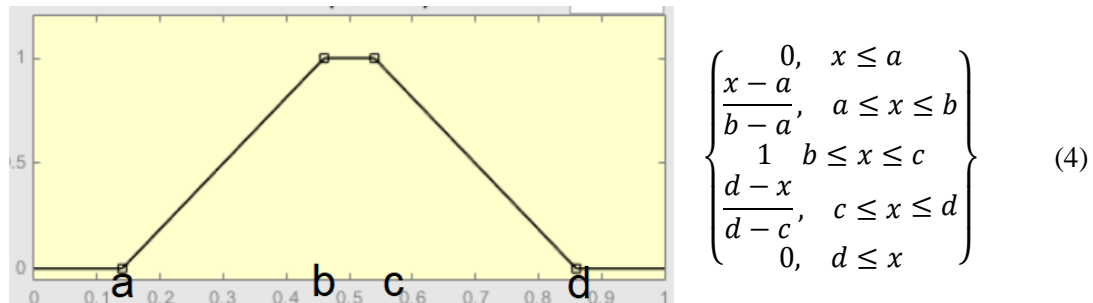 1
.5
0
a b c d
0 0.1 0.2 0.3 0.4 0.5 0.6 0.7 0.8 0.9 1
0, x ≤ a
x − a
b − a , a ≤ x ≤ b
1 b ≤ x ≤ c (4)
d − x
d − c , c ≤ x ≤ d
0, d ≤ x